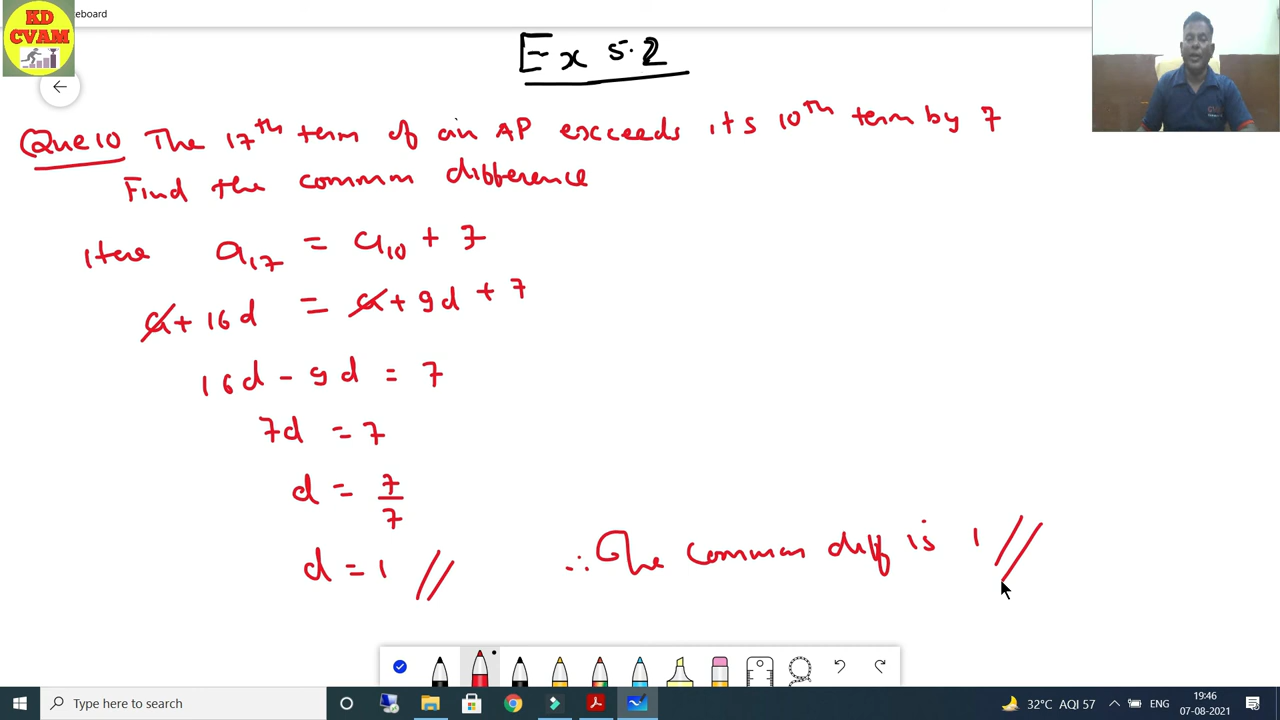 KD
CVAM
eboard
Ex 5.2
Que 10 The 17th term of an AP exceeds its 10th term by 7
Find the common difference
Here a17 = a10 + 7
a + 16d = a + 9d + 7
16d - 9d = 7
7d = 7
d = 7/7
d = 1 //
∴ The common diff is 1 //
Type here to search
32°C AQI 57
ENG
19:46
07-08-2021